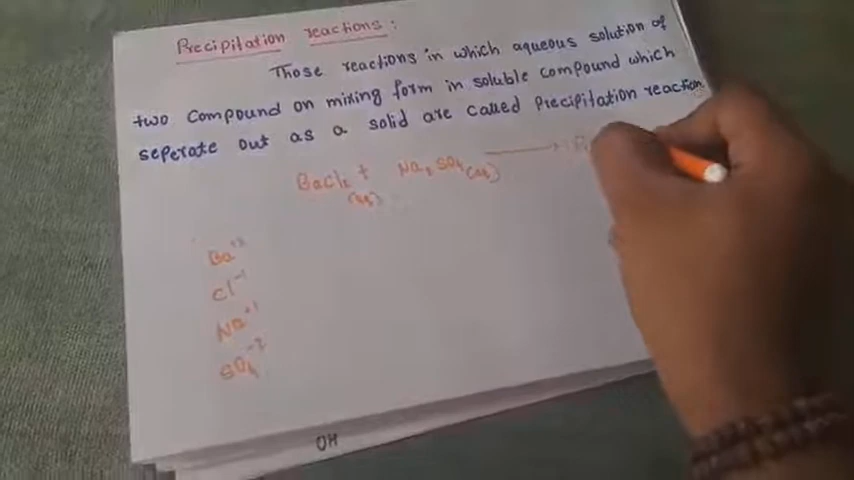 Precipitation reactions :
Those reactions in which aqueous solution of
two compound on mixing form in soluble compound which
seperate out as a solid are called precipitation reaction
BaCl₂ + Na₂SO₄(aq) →
(aq)
Ba⁺²
Cl⁻¹
Na⁺¹
SO₄⁻²
OH